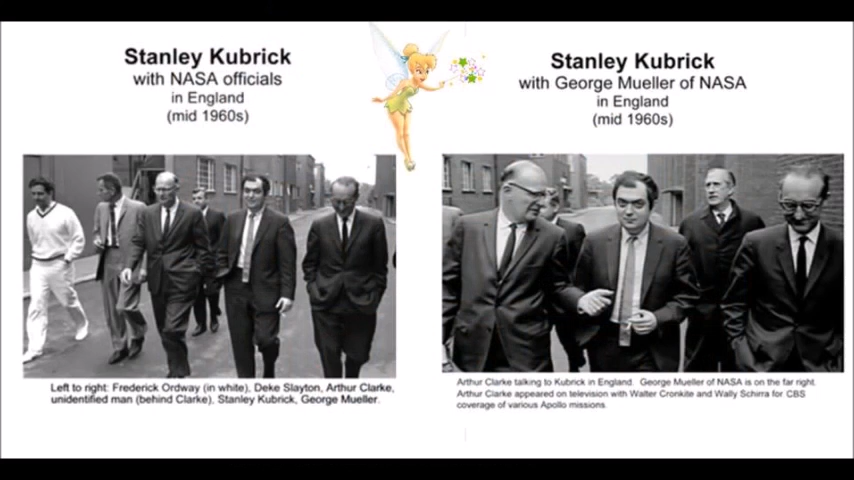 Stanley Kubrick
with NASA officials
in England
(mid 1960s)
Left to right: Frederick Ordway (in white), Deke Slayton, Arthur Clarke,
unidentified man (behind Clarke), Stanley Kubrick, George Mueller.
Stanley Kubrick
with George Mueller of NASA
in England
(mid 1960s)
Arthur Clarke talking to Kubrick in England. George Mueller of NASA is on the far right.
Arthur Clarke appeared on television with Walter Cronkite and Wally Schirra for CBS
coverage of various Apollo missions.